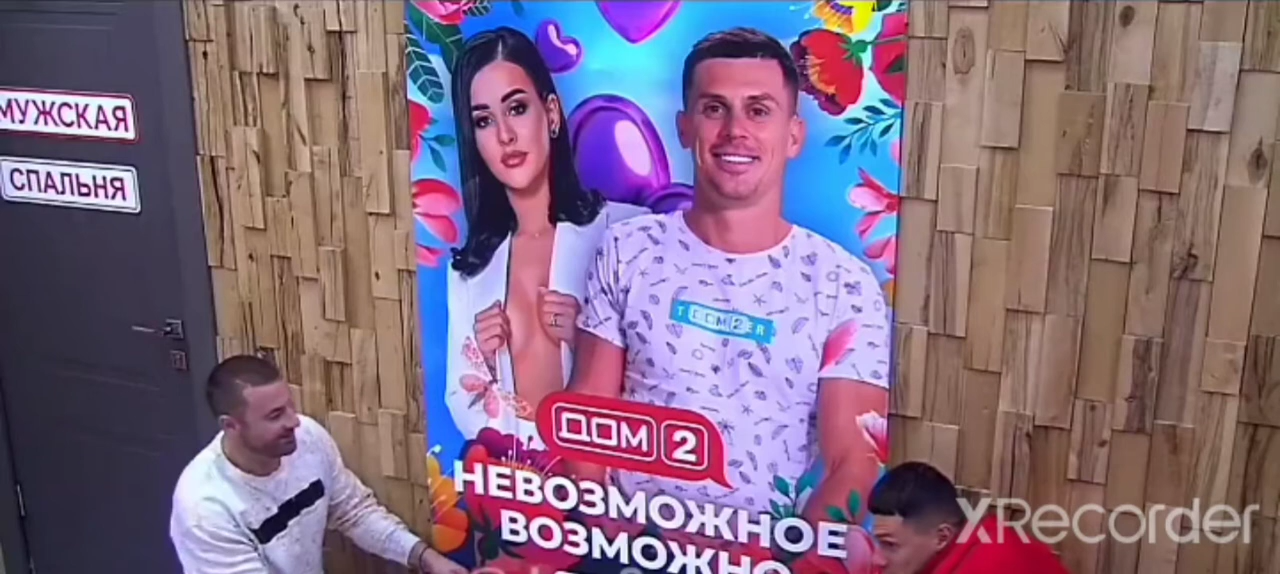 МУЖСКАЯ
СПАЛЬНЯ
ДОМ 2
НЕВОЗМОЖНОЕ
ВОЗМОЖНО
XRecorder